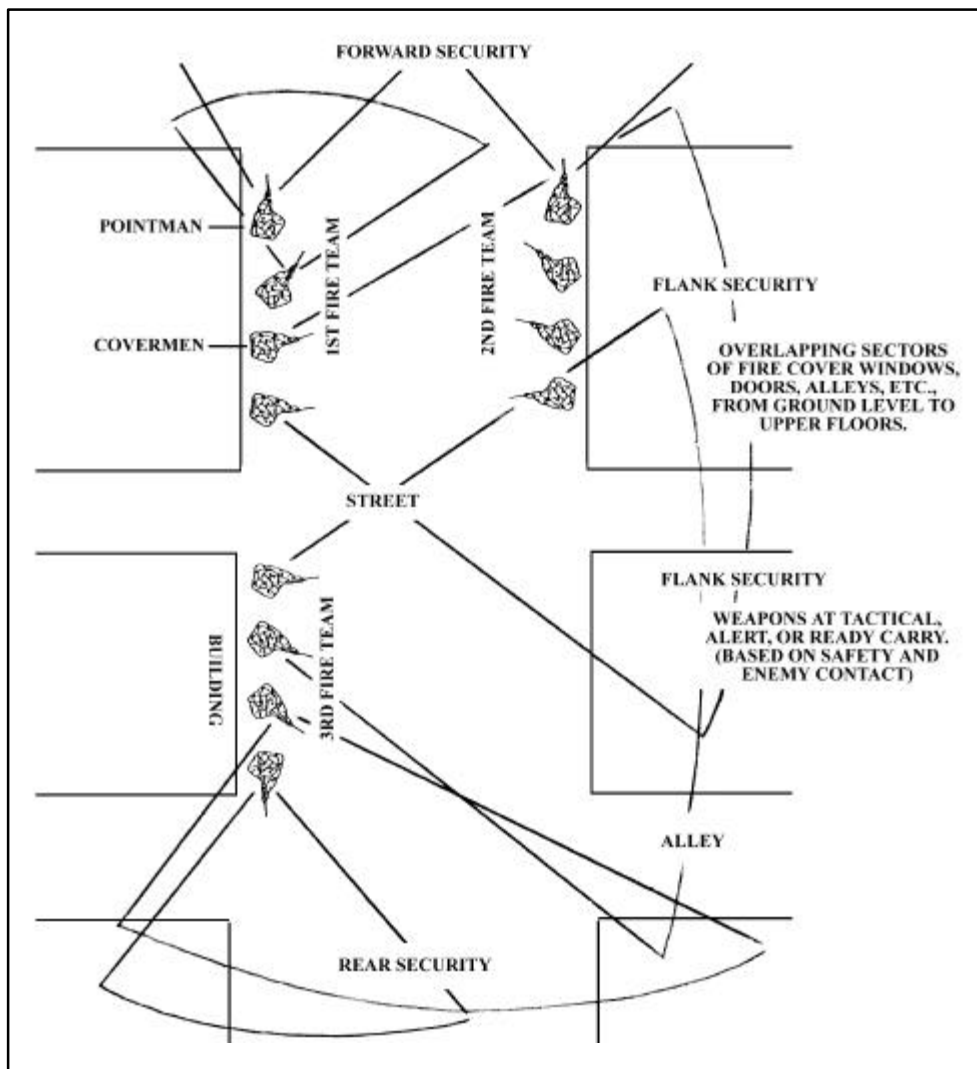 FORWARD SECURITY
POINTMAN
1ST FIRE TEAM
2ND FIRE TEAM
FLANK SECURITY
COVERMEN
OVERLAPPING SECTORS
OF FIRE COVER WINDOWS,
DOORS, ALLEYS, ETC.,
FROM GROUND LEVEL TO
UPPER FLOORS.
STREET
FLANK SECURITY
WEAPONS AT TACTICAL,
ALERT, OR READY CARRY.
(BASED ON SAFETY AND
ENEMY CONTACT)
BUILDING
3RD FIRE TEAM
ALLEY
REAR SECURITY